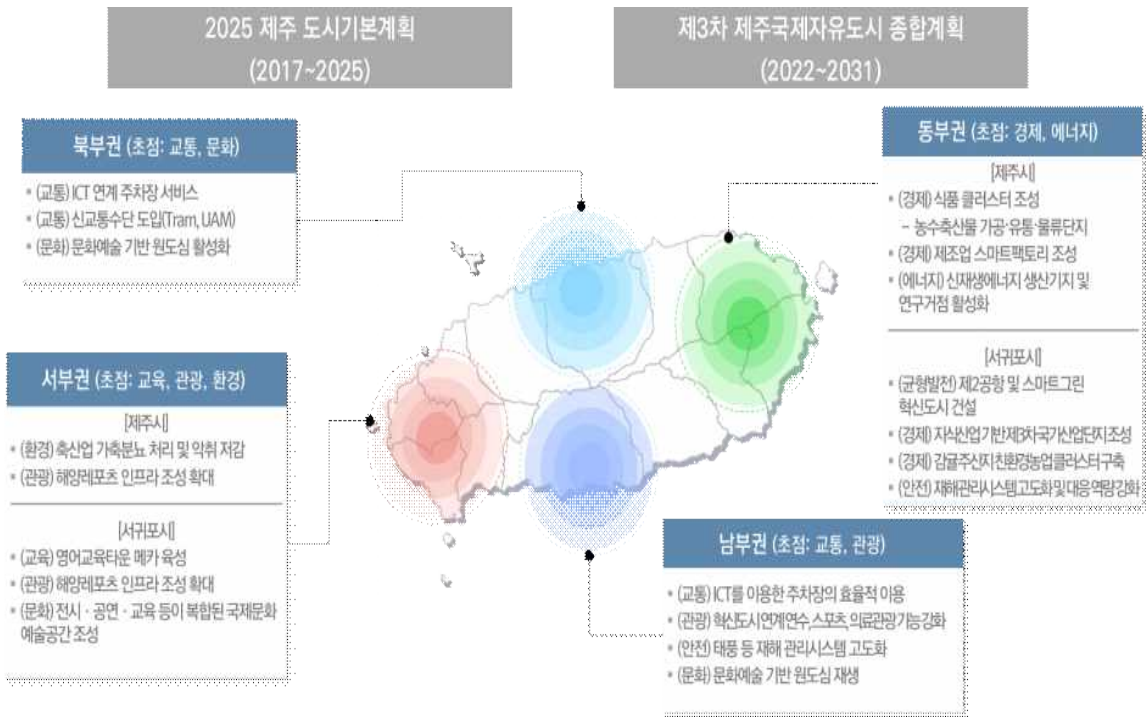 2025 제주 도시기본계획
(2017~2025)
제3차 제주국제자유도시 종합계획
(2022~2031)
북부권 (초점: 교통, 문화)
• (교통) ICT 연계 주차장 서비스
• (교통) 신교통수단 도입(Tram, UAM)
• (문화) 문화예술 기반 원도심 활성화
동부권 (초점: 경제, 에너지)
[제주시]
• (경제) 식품 클러스터 조성
– 농수축산물 가공·유통·물류단지
• (경제) 제조업 스마트팩토리 조성
• (에너지) 신재생에너지 생산기지 및
연구거점 활성화
[서귀포시]
• (균형발전) 제2공항 및 스마트그린
혁신도시 건설
• (경제) 지식산업기반 제3차 국가산업단지 조성
• (경제) 감귤주산지 친환경농업클러스터 구축
• (안전) 재해관리시스템 고도화 및 대응역량 강화
서부권 (초점: 교육, 관광, 환경)
[제주시]
• (환경) 축산업 가축분뇨 처리 및 악취 저감
• (관광) 해양레포츠 인프라 조성 확대
[서귀포시]
• (교육) 영어교육타운 메카 육성
• (관광) 해양레포츠 인프라 조성 확대
• (문화) 전시 · 공연 · 교육 등이 복합된 국제문화
예술공간 조성
남부권 (초점: 교통, 관광)
• (교통) ICT를 이용한 주차장의 효율적 이용
• (관광) 혁신도시 연계 연수,스포츠,의료관광 기능강화
• (안전) 태풍 등 재해 관리시스템 고도화
• (문화) 문화예술 기반 원도심 재생